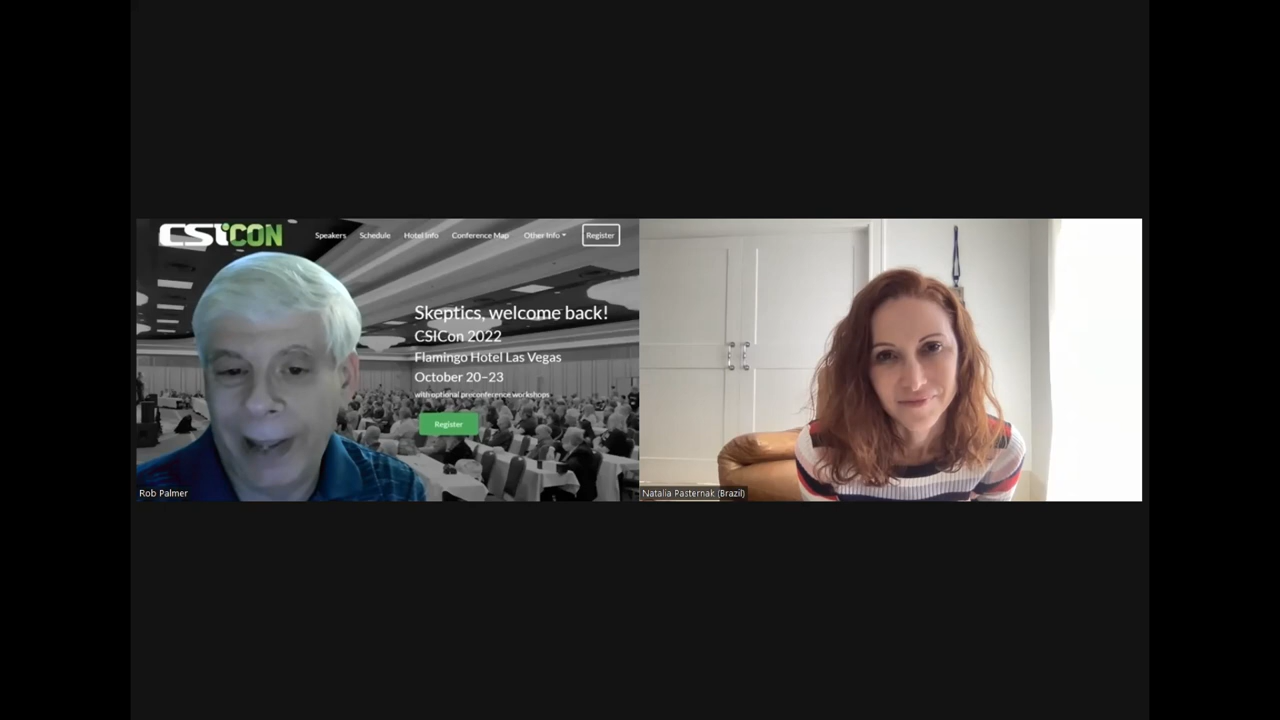 CSICON
Speakers Schedule Hotel Info Conference Map Other Info Register
Skeptics, welcome back!
CSICon 2022
Flamingo Hotel Las Vegas
October 20–23
with optional preconference workshops
Register
Rob Palmer
Natalia Pasternak (Brazil)